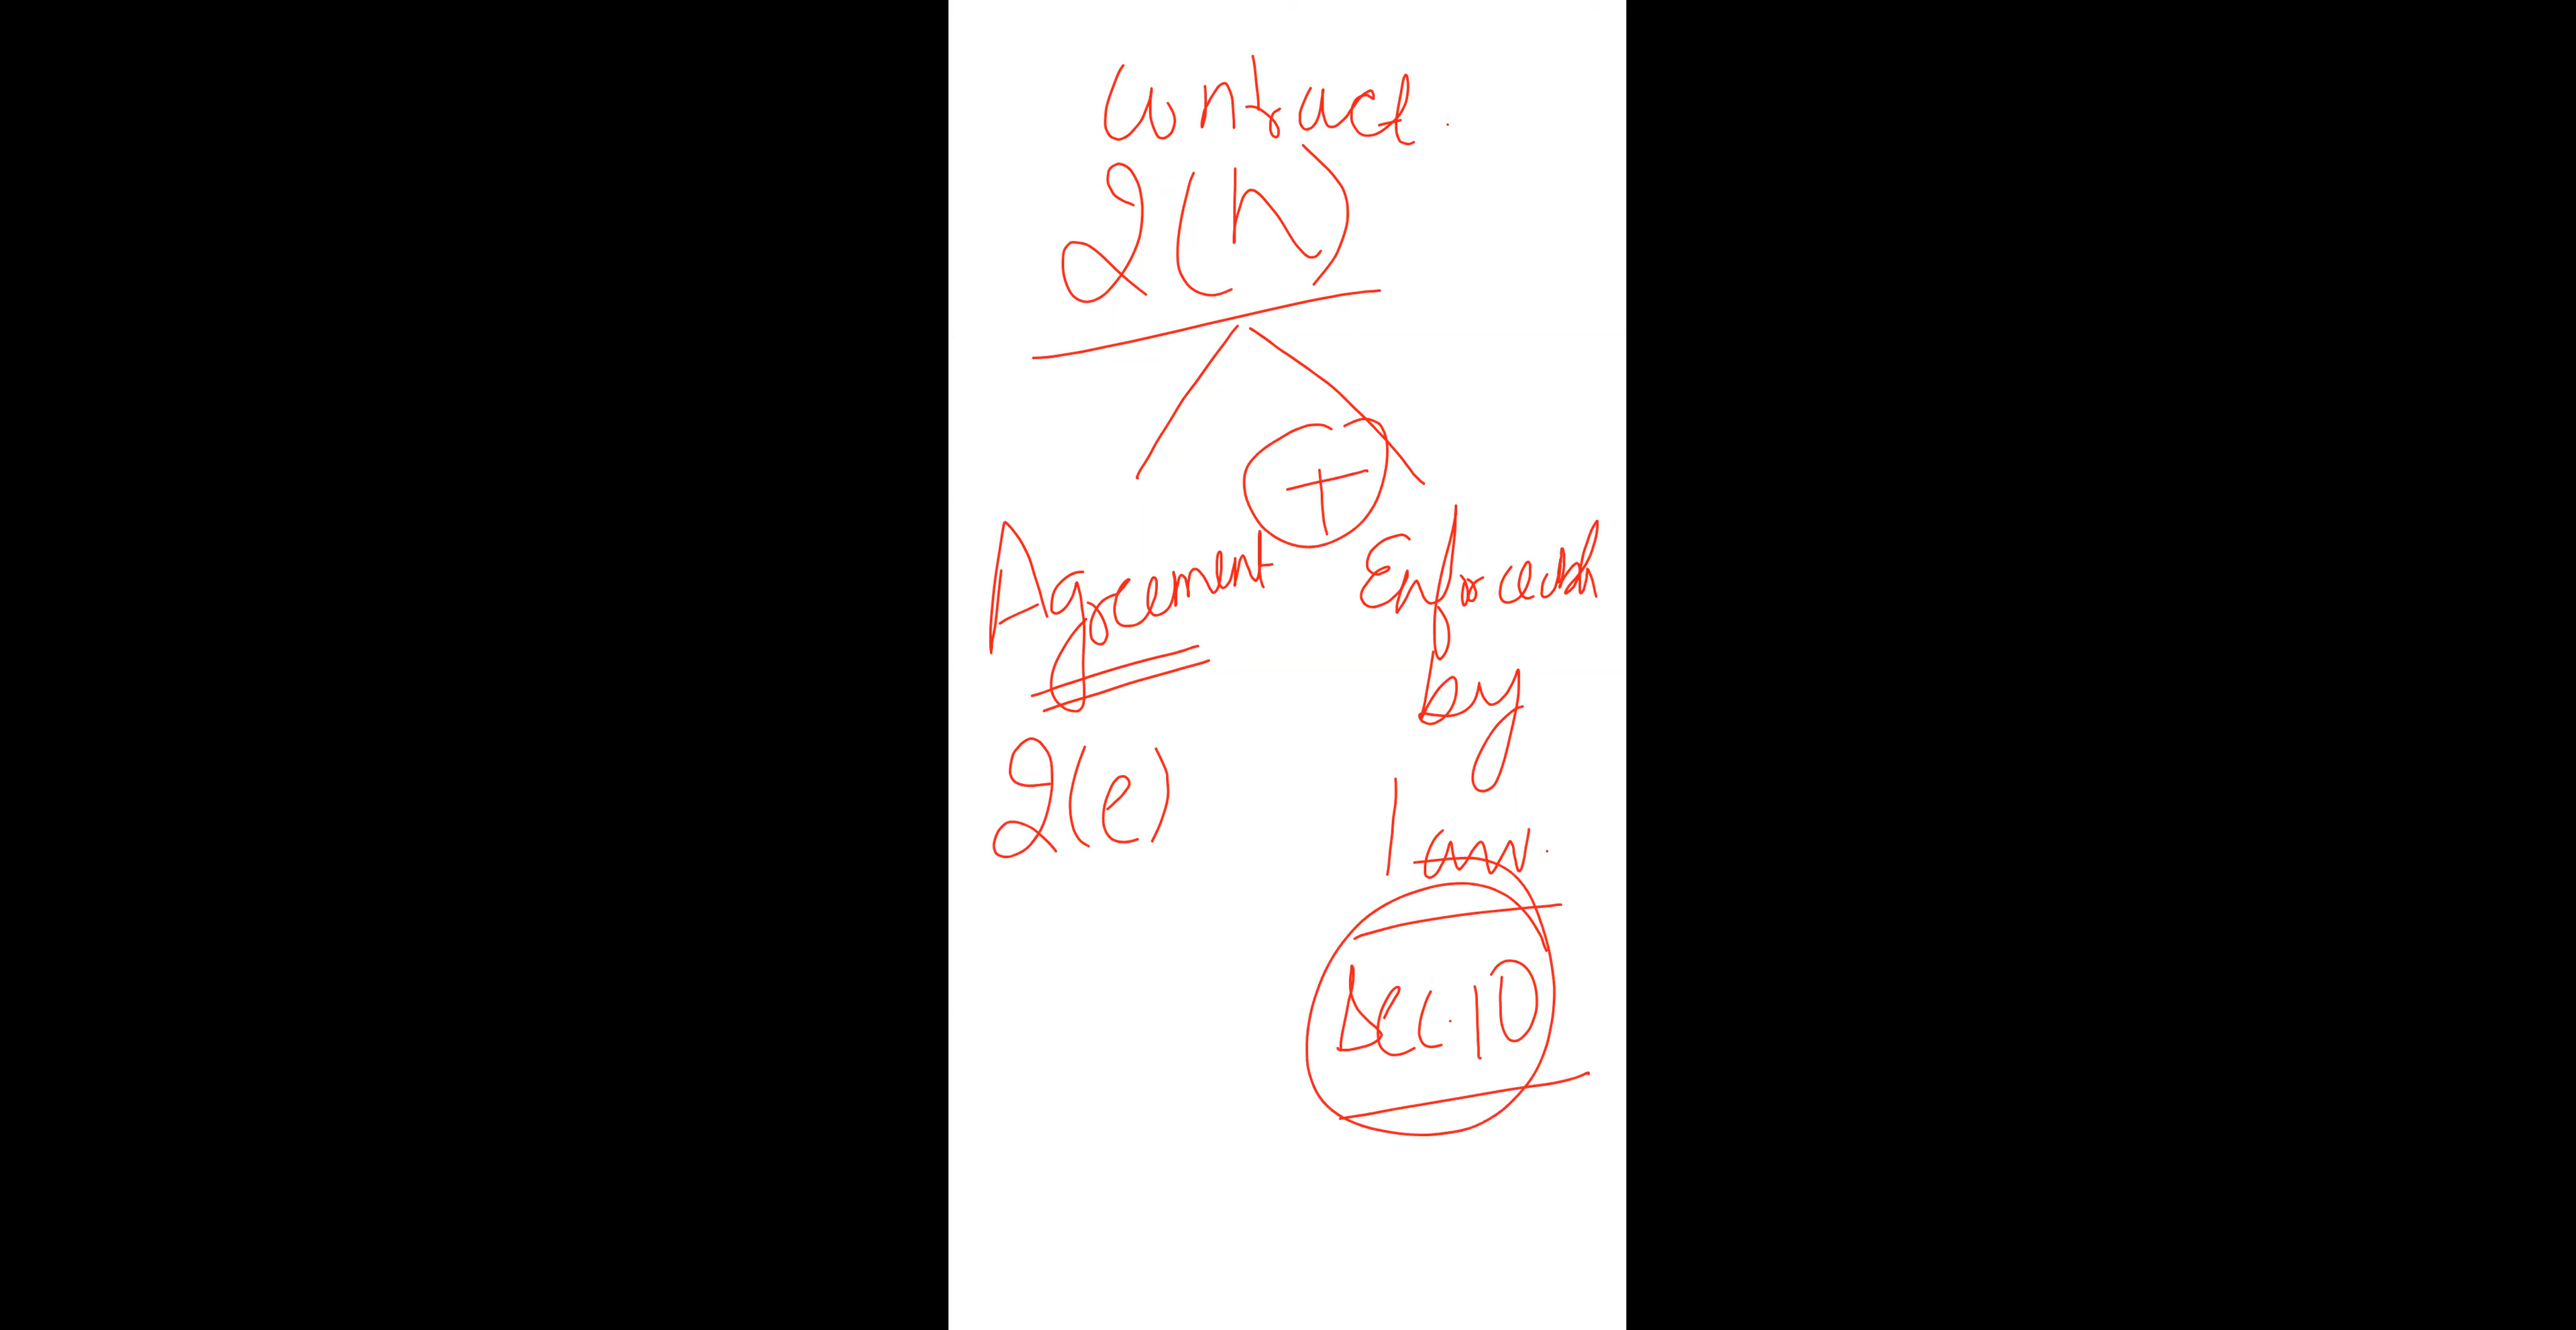 Contract.
2(h)
+
Agreement Enforceable
by
law.
2(e)
Sec. 10